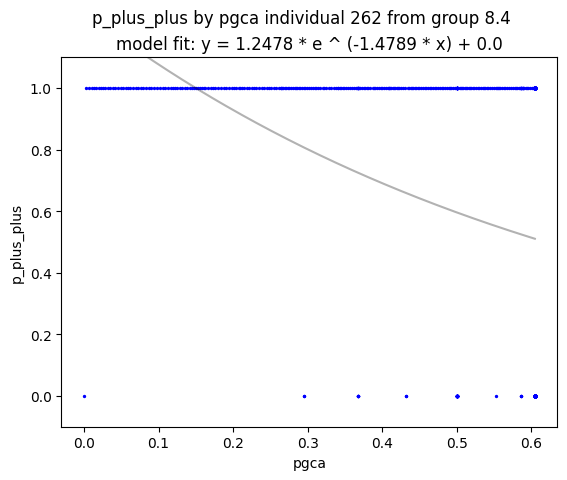 p_plus_plus by pgca individual 262 from group 8.4
model fit: y = 1.2478 * e ^ (-1.4789 * x) + 0.0
1.0
0.8
0.6
0.4
0.2
0.0
p_plus_plus
0.0 0.1 0.2 0.3 0.4 0.5 0.6
pgca